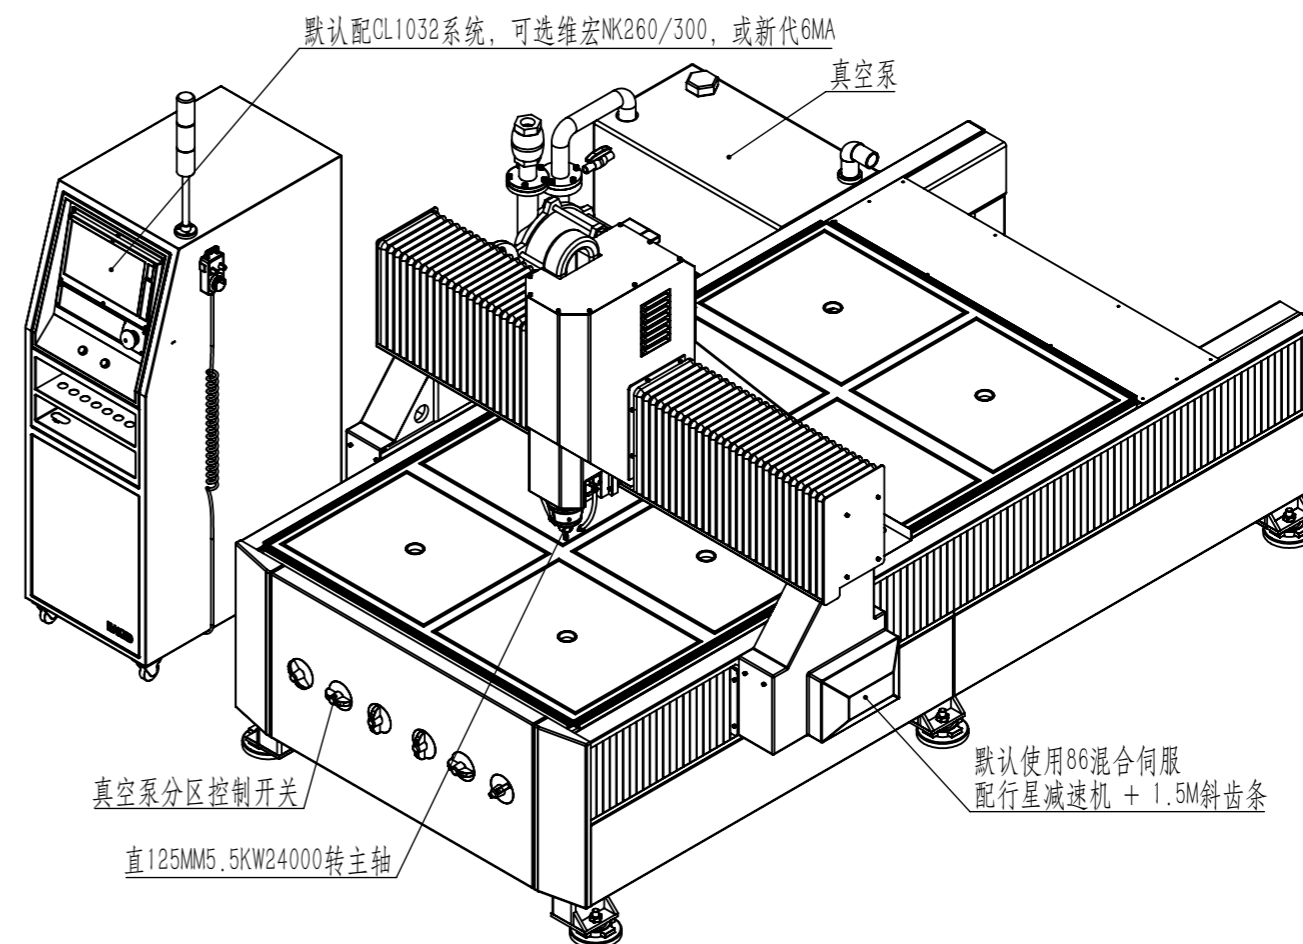 默认配CL1032系统, 可选维宏NK260/300, 或新代6MA
真空泵
真空泵分区控制开关
直125MM5.5KW24000转主轴
默认使用86混合伺服
配行星减速机 + 1.5M斜齿条